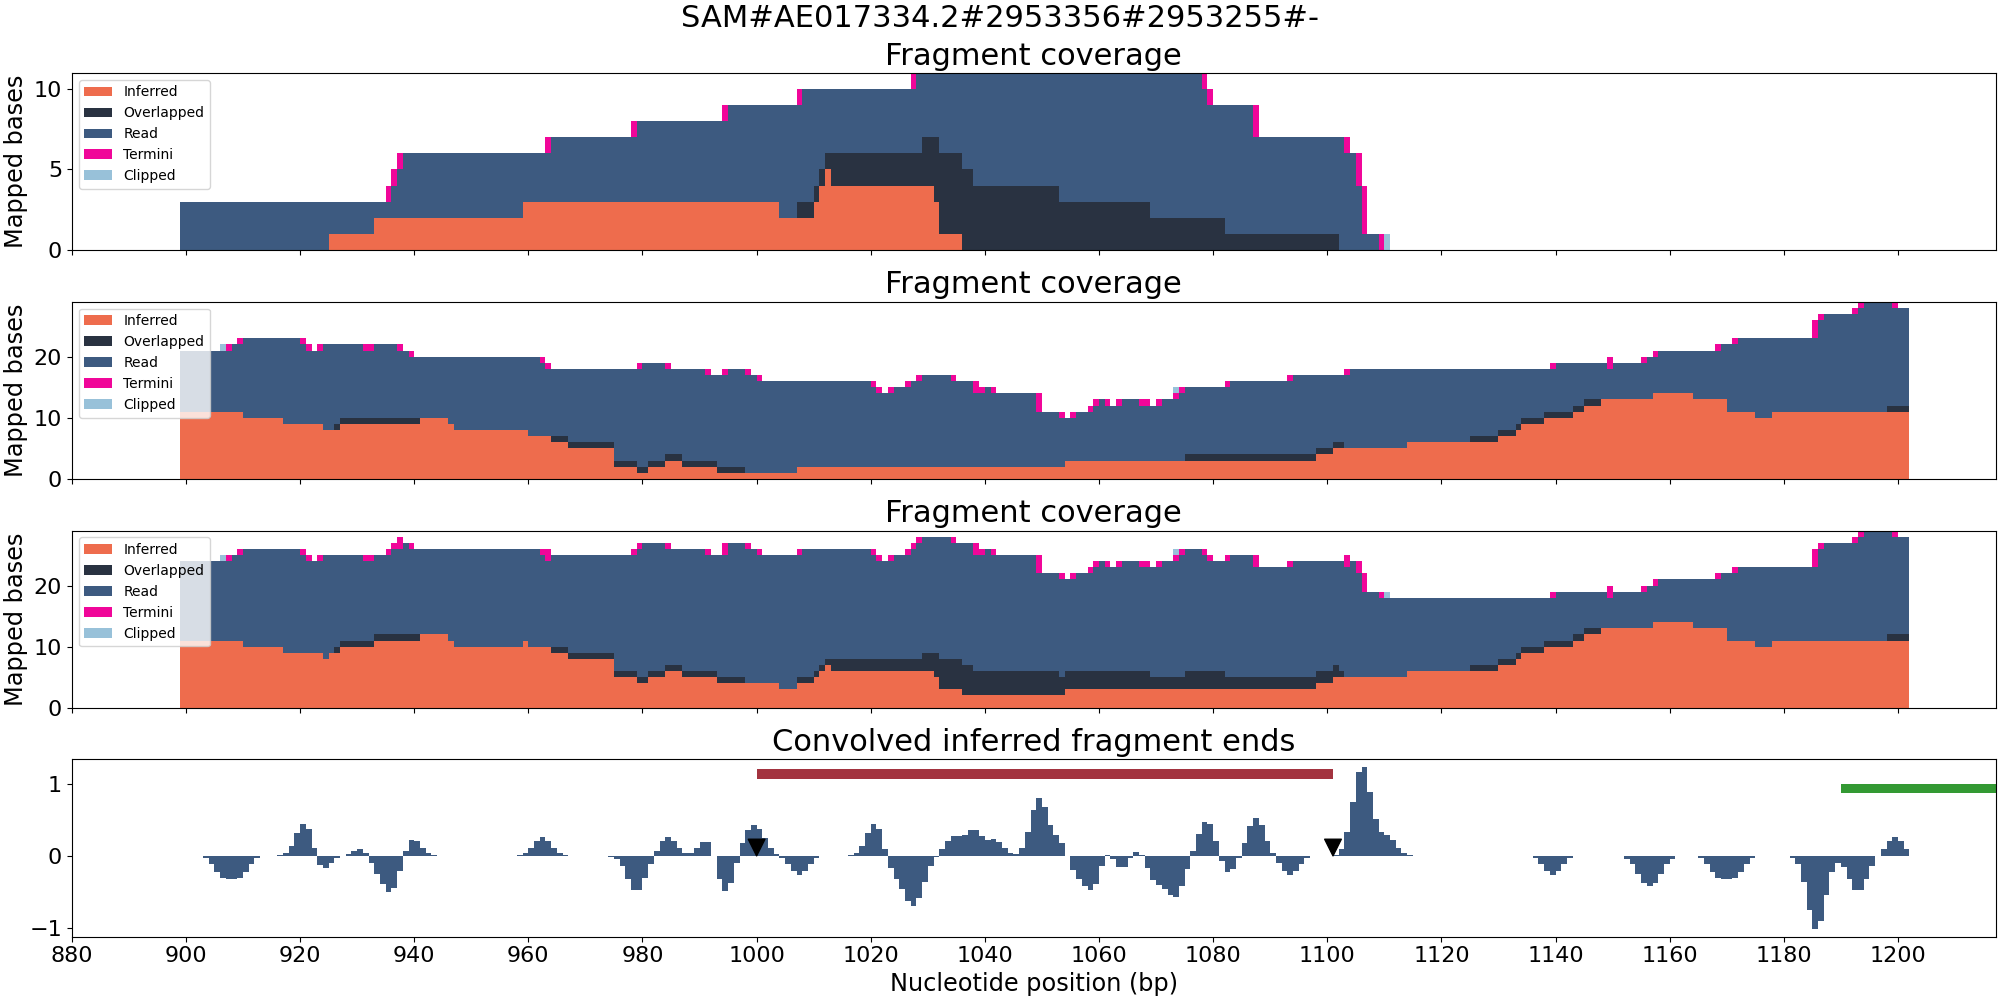 SAM#AE017334.2#2953356#2953255#-
Fragment coverage
Mapped bases
10
5
0
Inferred
Overlapped
Read
Termini
Clipped
Fragment coverage
Mapped bases
20
10
0
Inferred
Overlapped
Read
Termini
Clipped
Fragment coverage
Mapped bases
20
10
0
Inferred
Overlapped
Read
Termini
Clipped
Convolved inferred fragment ends
1
0
−1
880 900 920 940 960 980 1000 1020 1040 1060 1080 1100 1120 1140 1160 1180 1200
Nucleotide position (bp)